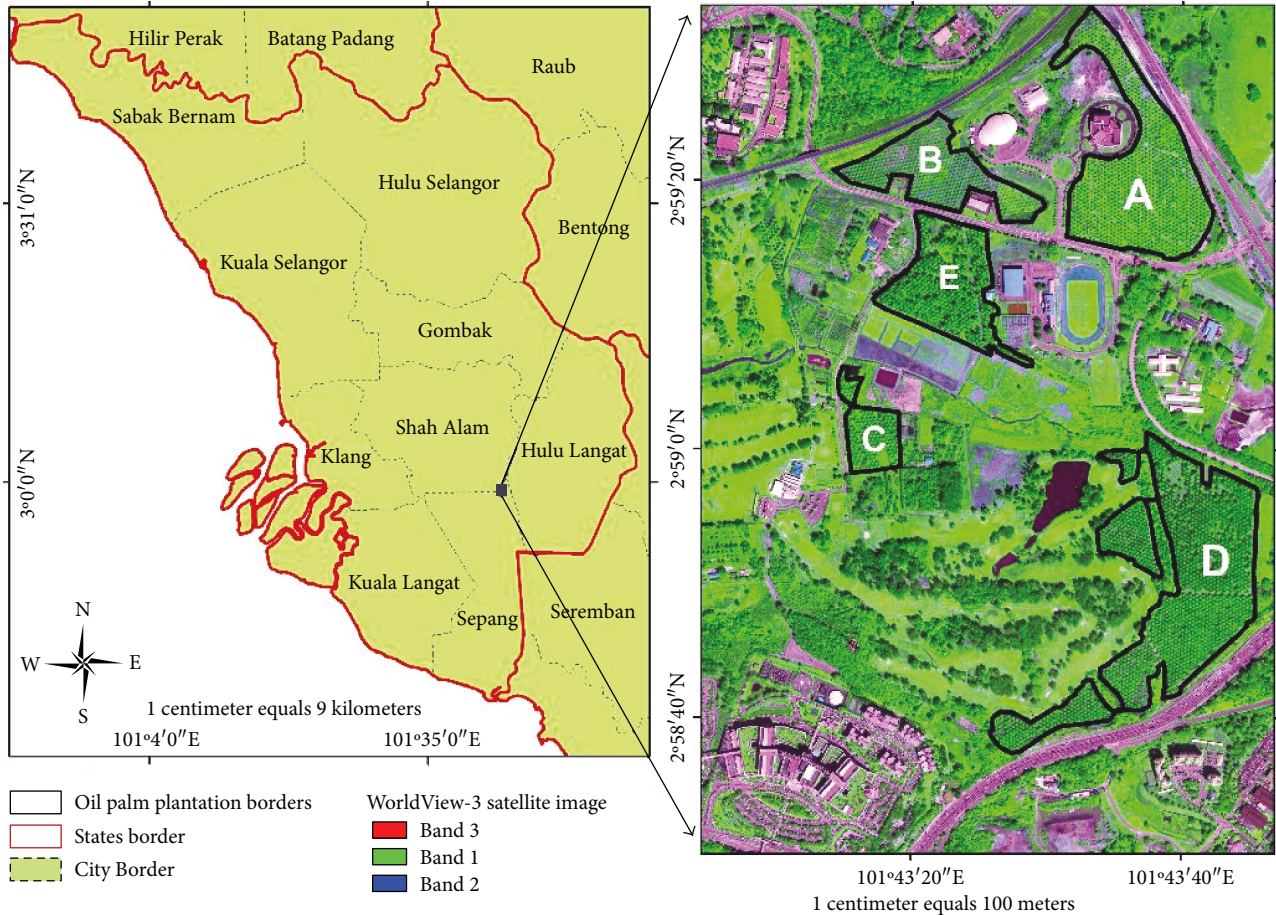 Hilir Perak
Batang Padang
Raub
Sabak Bernam
Hulu Selangor
Bentong
Kuala Selangor
Gombak
Shah Alam
Hulu Langat
Klang
Kuala Langat
Sepang
Seremban
3°31′0″N
3°0′0″N
N
W
E
S
1 centimeter equals 9 kilometers
101°4′0″E
101°35′0″E
A
B
E
C
D
2°59′20″N
2°59′0″N
2°58′40″N
101°43′20″E
101°43′40″E
1 centimeter equals 100 meters
Oil palm plantation borders
States border
City Border
WorldView-3 satellite image
Band 3
Band 1
Band 2